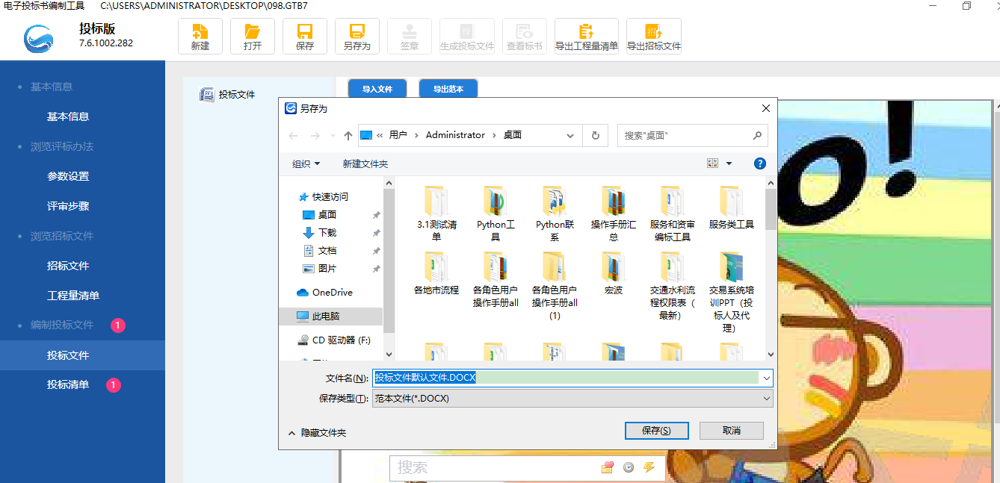 电子投标书编制工具 C:\USERS\ADMINISTRATOR\DESKTOP\098.GTB7
投标版
7.6.1002.282
新建
打开
保存
另存为
签章
生成投标文件
查看标书
导出工程量清单
导出招标文件
基本信息
基本信息
浏览评标办法
参数设置
评审步骤
浏览招标文件
招标文件
工程量清单
编制投标文件 1
投标文件
投标清单 1
投标文件
导入文件
导出范本
o!
另存为
« 用户 › Administrator › 桌面
搜索"桌面"
组织
新建文件夹
快速访问
桌面
下载
文档
图片
OneDrive
此电脑
CD 驱动器 (F:)
3.1测试清
单
Python工
具
Python联
系
操作手册汇
总
服务和资审
编标工具
服务类工具
各地市流程
各角色用户
操作手册all
各角色用户
操作手册all
(1)
宏波
交通水利流
程权限表（
最新）
交易系统培
训PPT（投
标人及代
理）
文件名(N): 投标文件默认文件.DOCX
保存类型(T): 范本文件(*.DOCX)
隐藏文件夹
保存(S)
取消
搜索